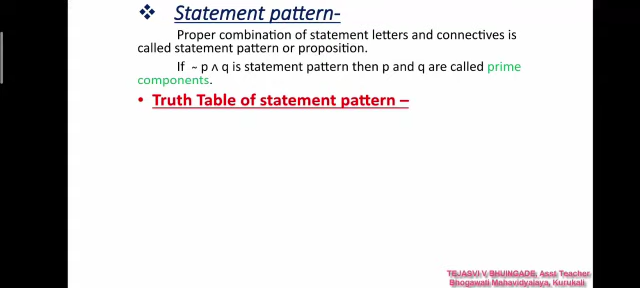 ❖ Statement pattern-
Proper combination of statement letters and connectives is
called statement pattern or proposition.
If ~ p ∧ q is statement pattern then p and q are called prime
components.
• Truth Table of statement pattern –
TEJASVI V BHUINGADE, Asst Teacher
Bhogawati Mahavidyalaya, Kurukali